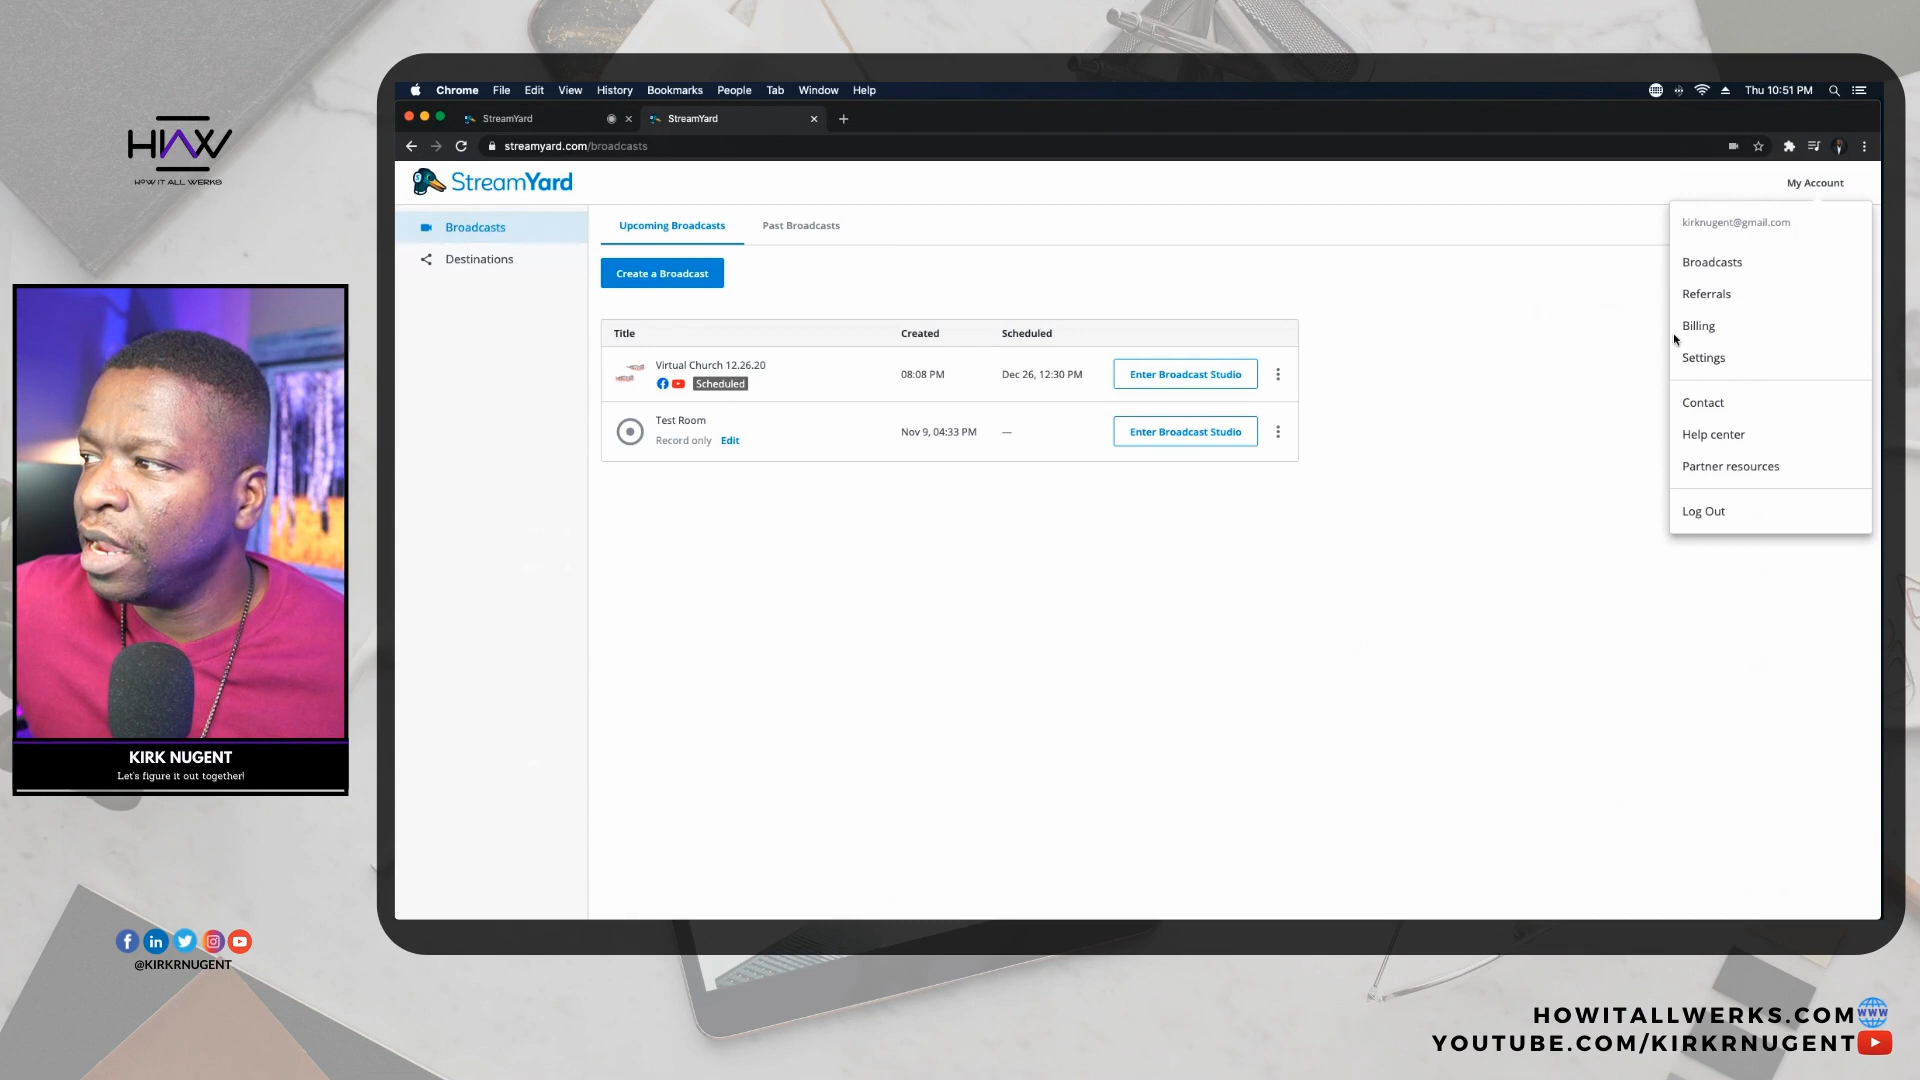 HIAW
HOW IT ALL WERKS
Chrome File Edit View History Bookmarks People Tab Window Help
Thu 10:51 PM
StreamYard
StreamYard
streamyard.com/broadcasts
StreamYard
My Account
Broadcasts
Destinations
Upcoming Broadcasts
Past Broadcasts
Create a Broadcast
Title Created Scheduled
Virtual Church 12.26.20
Scheduled
08:08 PM
Dec 26, 12:30 PM
Enter Broadcast Studio
Test Room
Record only Edit
Nov 9, 04:33 PM
—
Enter Broadcast Studio
kirknugent@gmail.com
Broadcasts
Referrals
Billing
Settings
Contact
Help center
Partner resources
Log Out
KIRK NUGENT
Let's figure it out together!
@KIRKRNUGENT
HOWITALLWERKS.COM
WWW
YOUTUBE.COM/KIRKRNUGENT